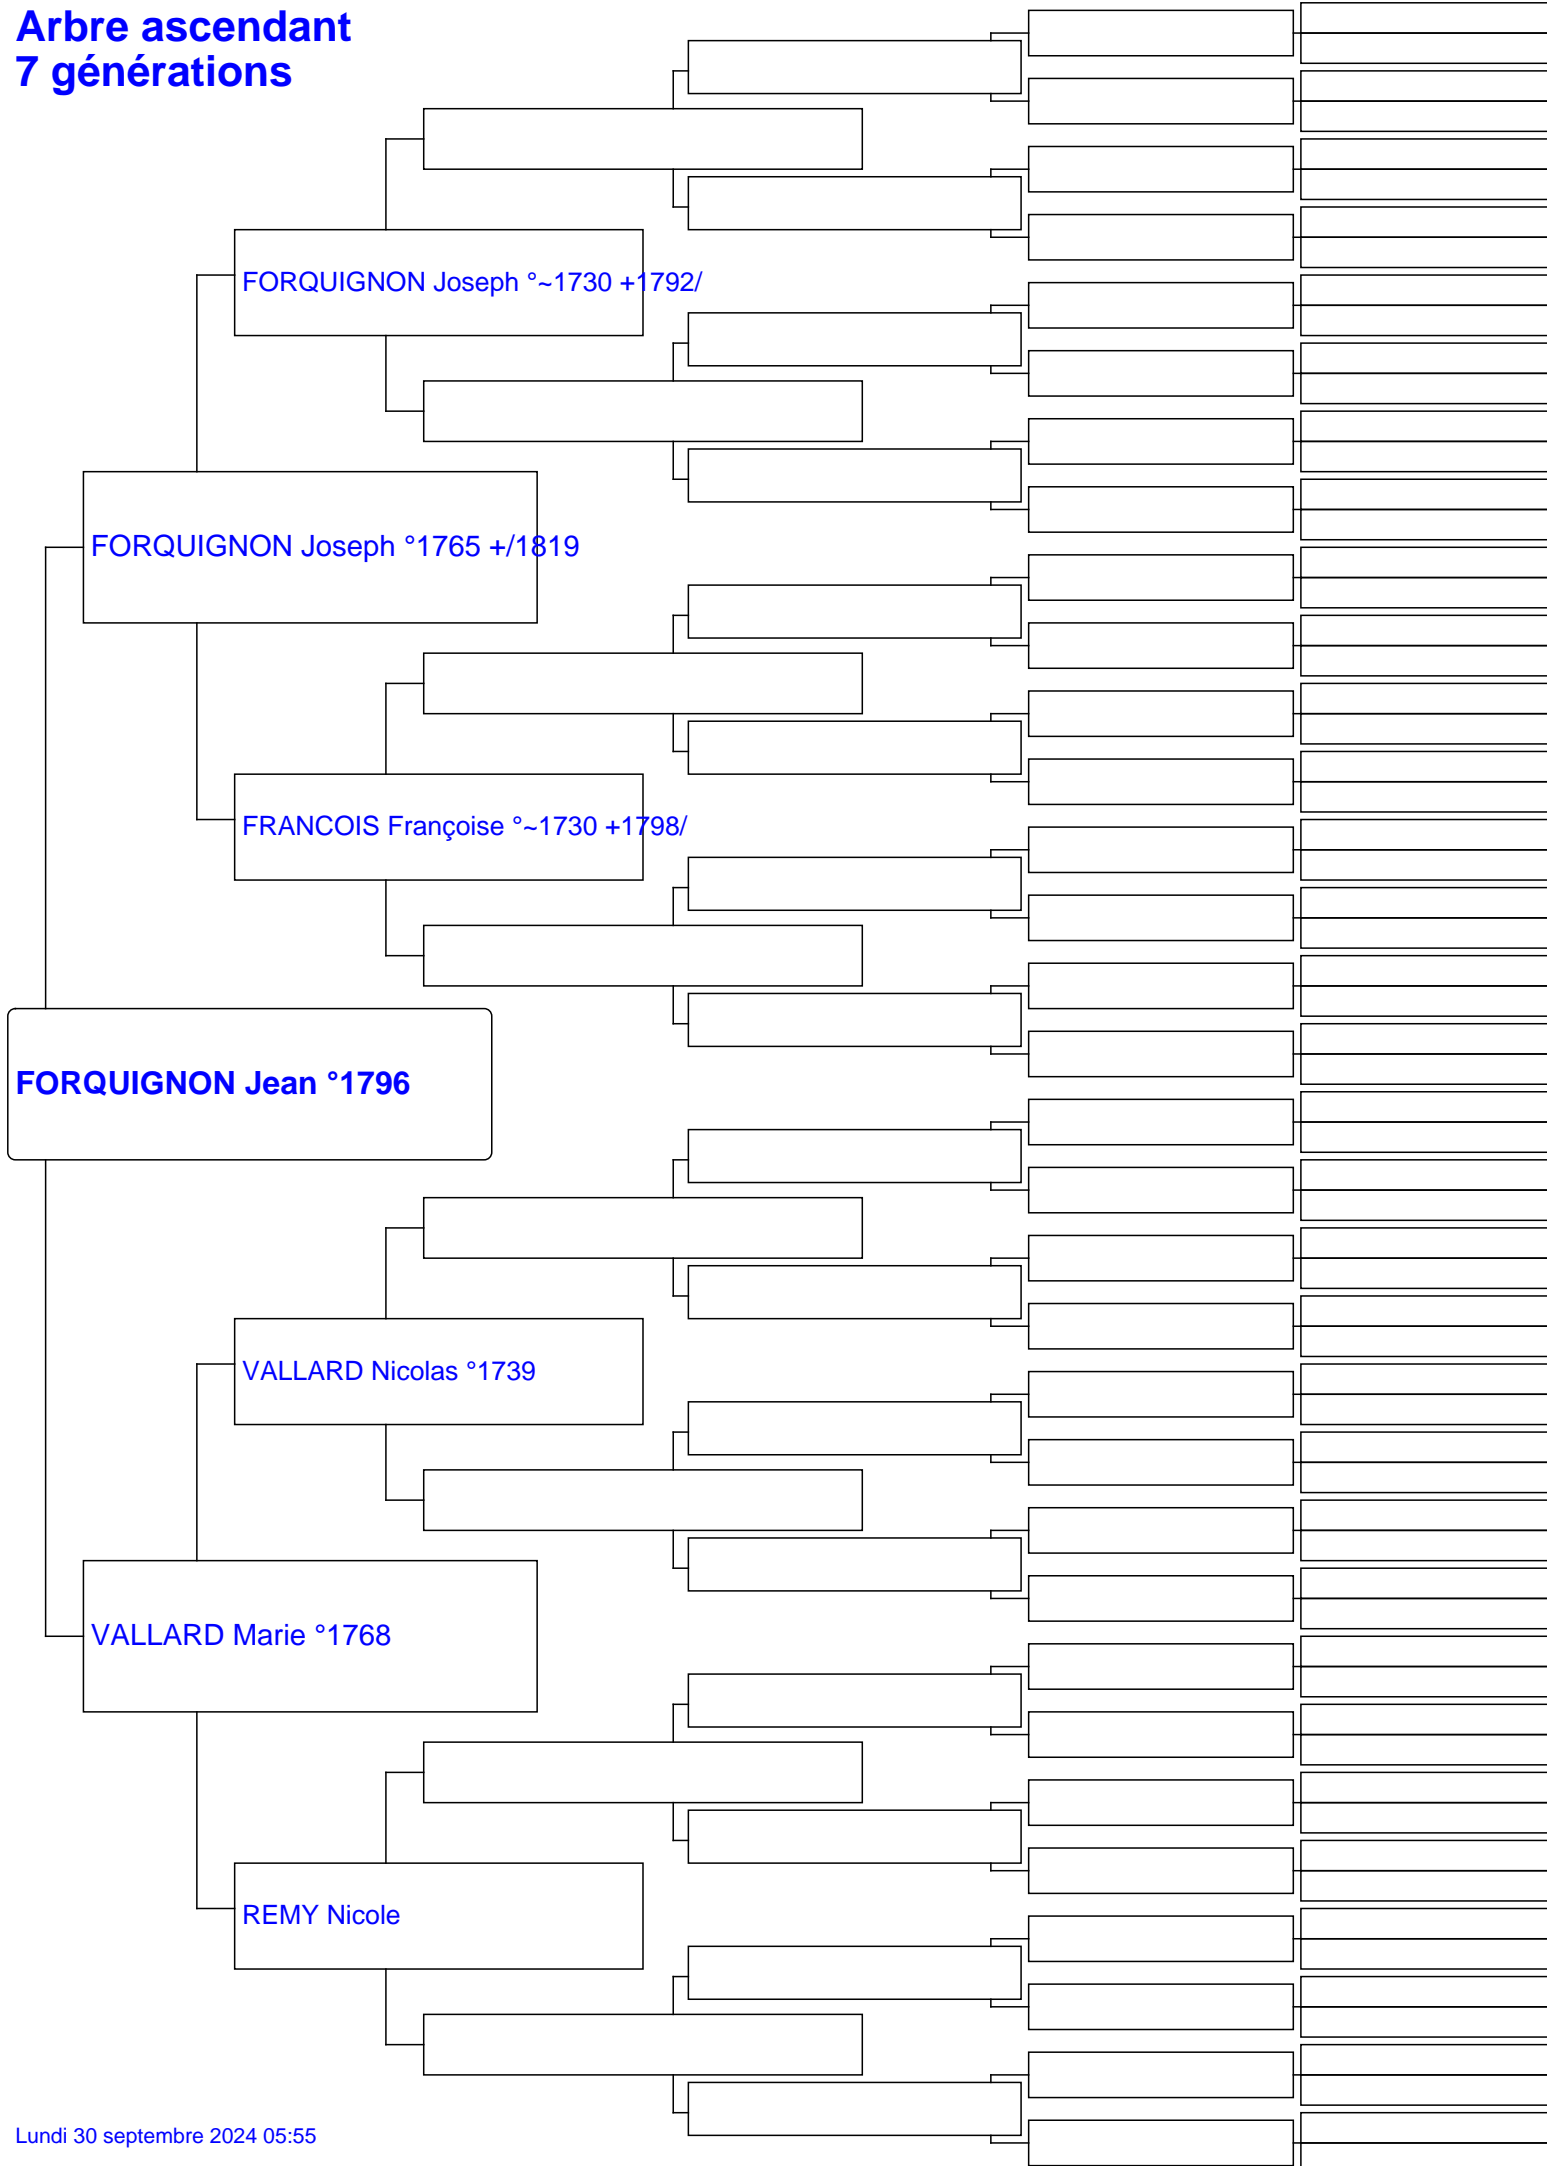 Arbre ascendant
7 générations
FORQUIGNON Joseph °~1730 +1792/
FORQUIGNON Joseph °1765 +/1819
FRANCOIS Françoise °~1730 +1798/
FORQUIGNON Jean °1796
VALLARD Nicolas °1739
VALLARD Marie °1768
REMY Nicole
Lundi 30 septembre 2024 05:55